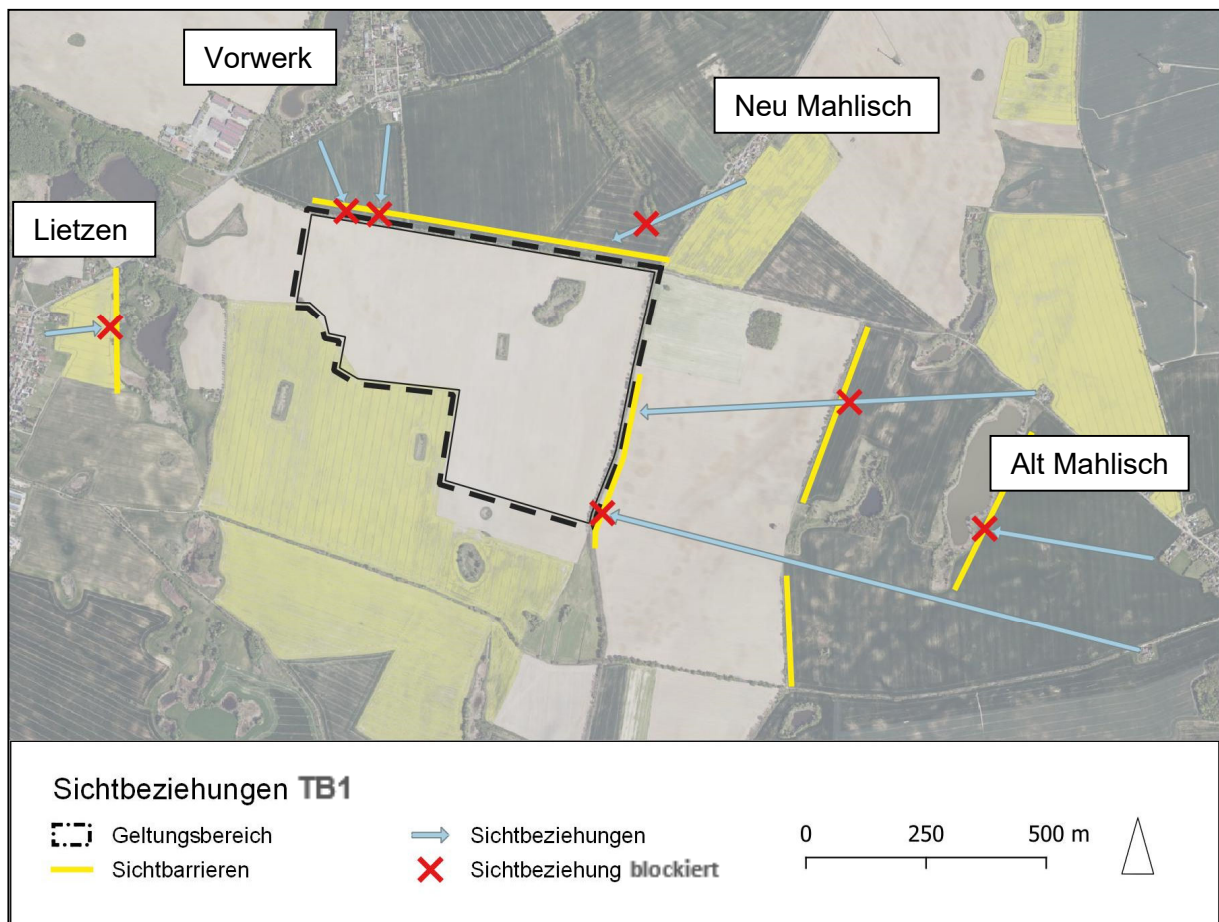 Vorwerk
Neu Mahlisch
Lietzen
Alt Mahlisch
Sichtbeziehungen TB1
Geltungsbereich
Sichtbarrieren
Sichtbeziehungen
Sichtbeziehung blockiert
0 250 500 m